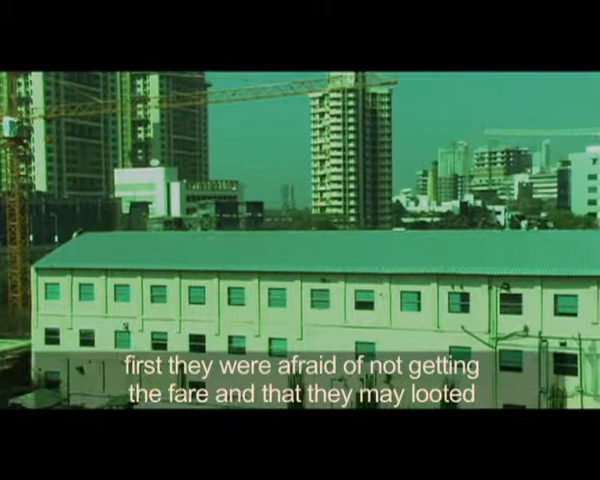 first they were afraid of not getting
the fare and that they may looted